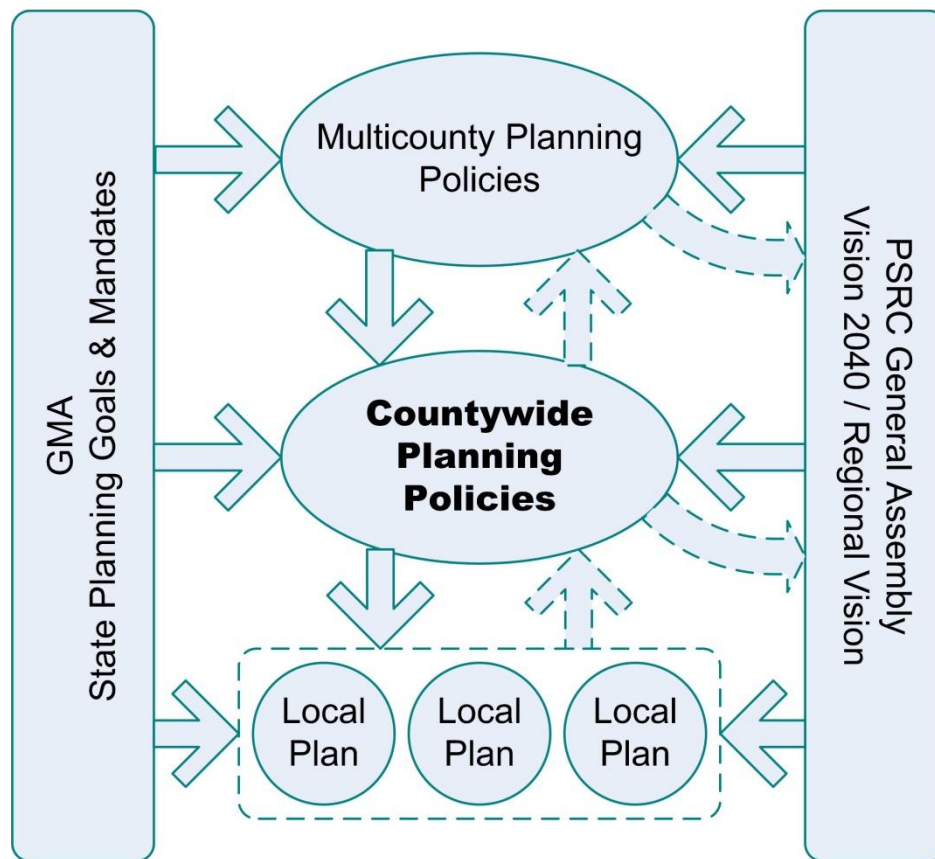 GMA
State Planning Goals & Mandates
Multicounty Planning
Policies
Countywide
Planning
Policies
Local
Plan
Local
Plan
Local
Plan
PSRC General Assembly
Vision 2040 / Regional Vision